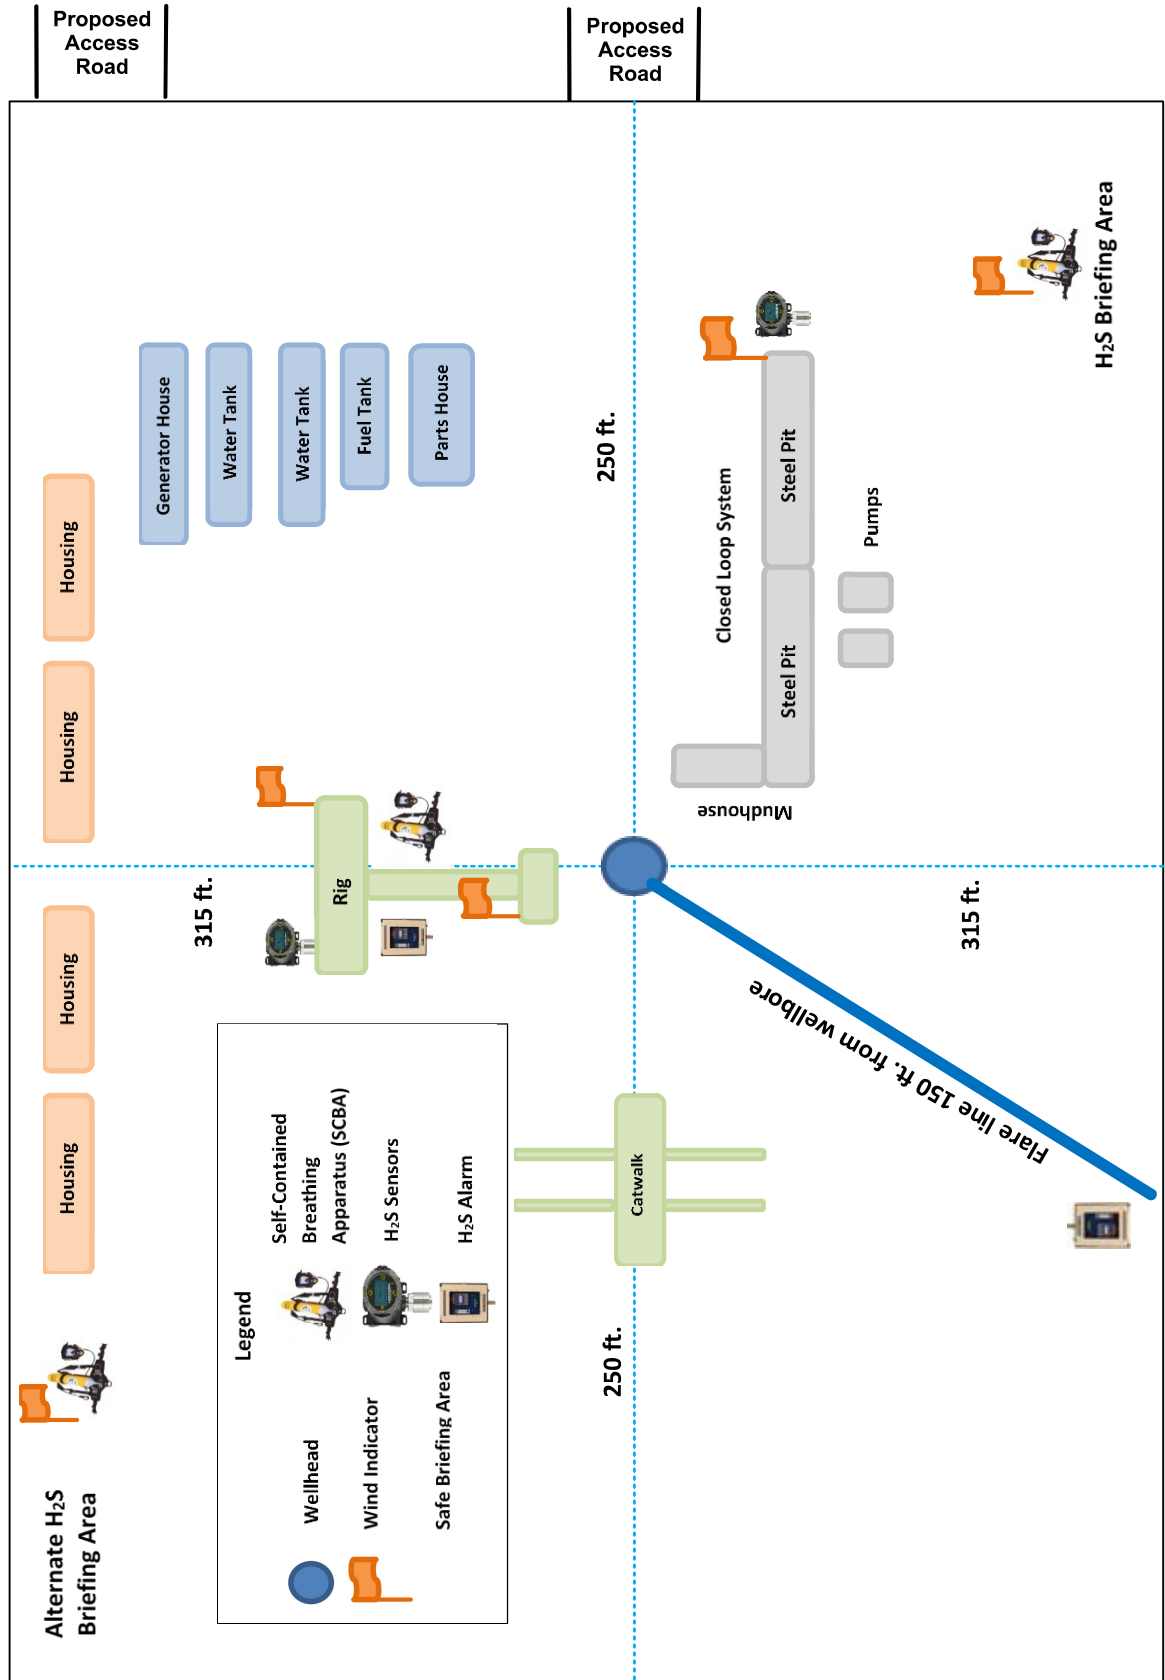 Proposed
Access
Road
Proposed
Access
Road
H₂S Briefing Area
Generator House
Water Tank
Water Tank
Fuel Tank
Parts House
250 ft.
Closed Loop System
Steel Pit
Steel Pit
Pumps
Mudhouse
Housing
Housing
Housing
Housing
315 ft.
Rig
315 ft.
Flare line 150 ft. from wellbore
Catwalk
250 ft.
Legend
Self-Contained
Breathing
Apparatus (SCBA)
H₂S Sensors
H₂S Alarm
Wellhead
Wind Indicator
Safe Briefing Area
Alternate H₂S
Briefing Area